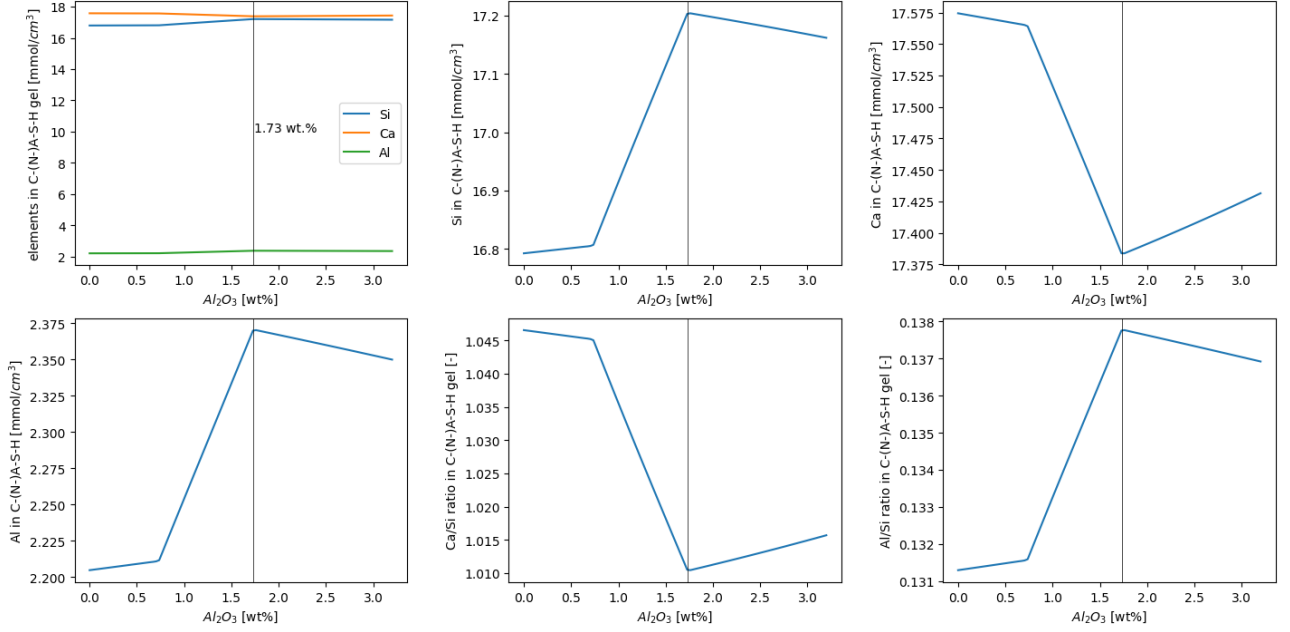 elements in C-(N-)A-S-H gel [mmol/cm³]
18
16
14
12
10
8
6
4
2
0.0 0.5 1.0 1.5 2.0 2.5 3.0
Al₂O₃ [wt%]
1.73 wt.%
Si
Ca
Al
Si in C-(N-)A-S-H [mmol/cm³]
17.2
17.1
17.0
16.9
16.8
0.0 0.5 1.0 1.5 2.0 2.5 3.0
Al₂O₃ [wt%]
Ca in C-(N-)A-S-H [mmol/cm³]
17.575
17.550
17.525
17.500
17.475
17.450
17.425
17.400
17.375
0.0 0.5 1.0 1.5 2.0 2.5 3.0
Al₂O₃ [wt%]
Al in C-(N-)A-S-H [mmol/cm³]
2.375
2.350
2.325
2.300
2.275
2.250
2.225
2.200
0.0 0.5 1.0 1.5 2.0 2.5 3.0
Al₂O₃ [wt%]
Ca/Si ratio in C-(N-)A-S-H gel [-]
1.045
1.040
1.035
1.030
1.025
1.020
1.015
1.010
0.0 0.5 1.0 1.5 2.0 2.5 3.0
Al₂O₃ [wt%]
Al/Si ratio in C-(N-)A-S-H gel [-]
0.138
0.137
0.136
0.135
0.134
0.133
0.132
0.131
0.0 0.5 1.0 1.5 2.0 2.5 3.0
Al₂O₃ [wt%]